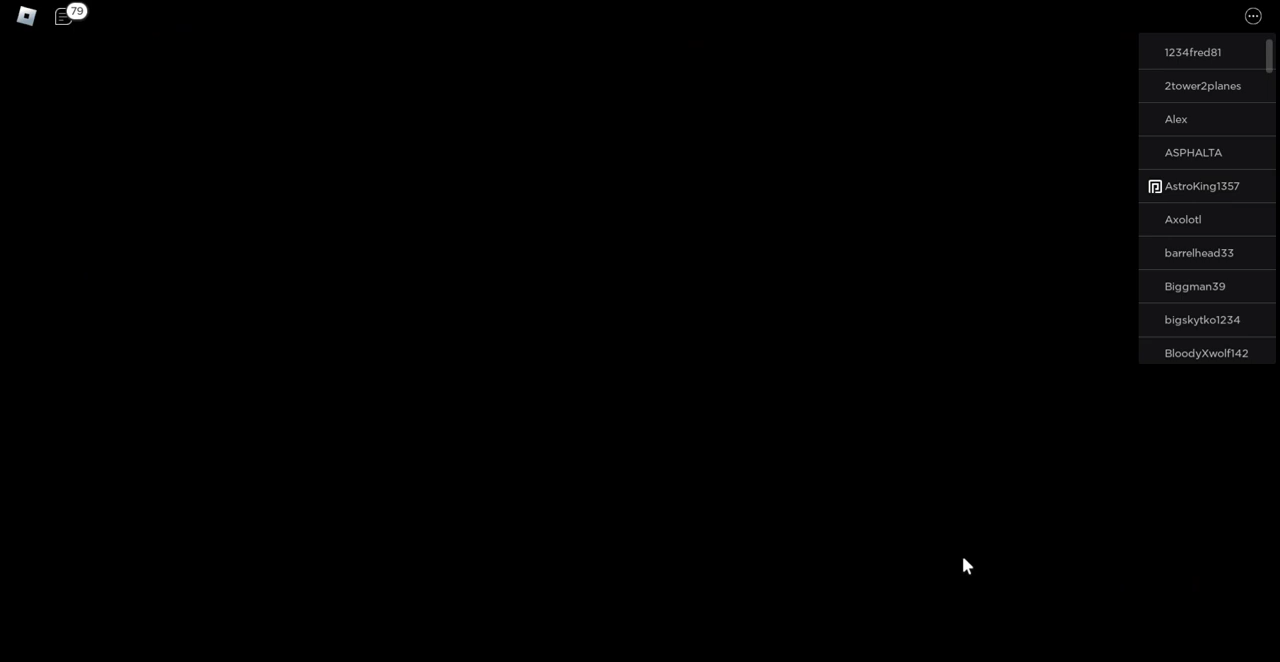 79
1234fred81
2tower2planes
Alex
ASPHALTA
AstroKing1357
Axolotl
barrelhead33
Biggman39
bigskytko1234
BloodyXwolf142